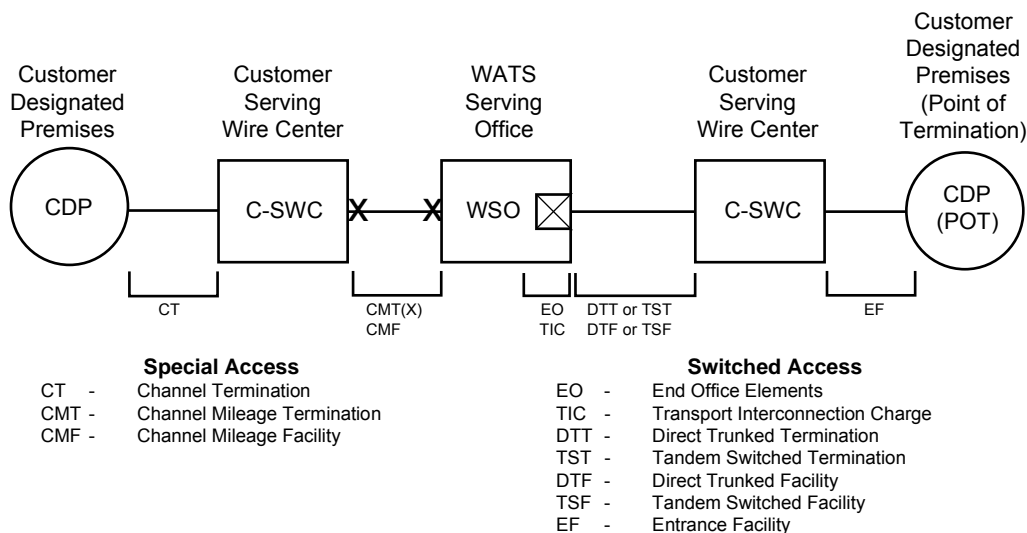 Customer
Designated
Premises
Customer
Serving
Wire Center
WATS
Serving
Office
Customer
Serving
Wire Center
Customer
Designated
Premises
(Point of
Termination)
CDP
C-SWC
X
X
WSO
C-SWC
CDP
(POT)
CT
CMT(X)
CMF
EO
TIC
DTT or TST
DTF or TSF
EF
Special Access
CT - Channel Termination
CMT - Channel Mileage Termination
CMF - Channel Mileage Facility
Switched Access
EO - End Office Elements
TIC - Transport Interconnection Charge
DTT - Direct Trunked Termination
TST - Tandem Switched Termination
DTF - Direct Trunked Facility
TSF - Tandem Switched Facility
EF - Entrance Facility